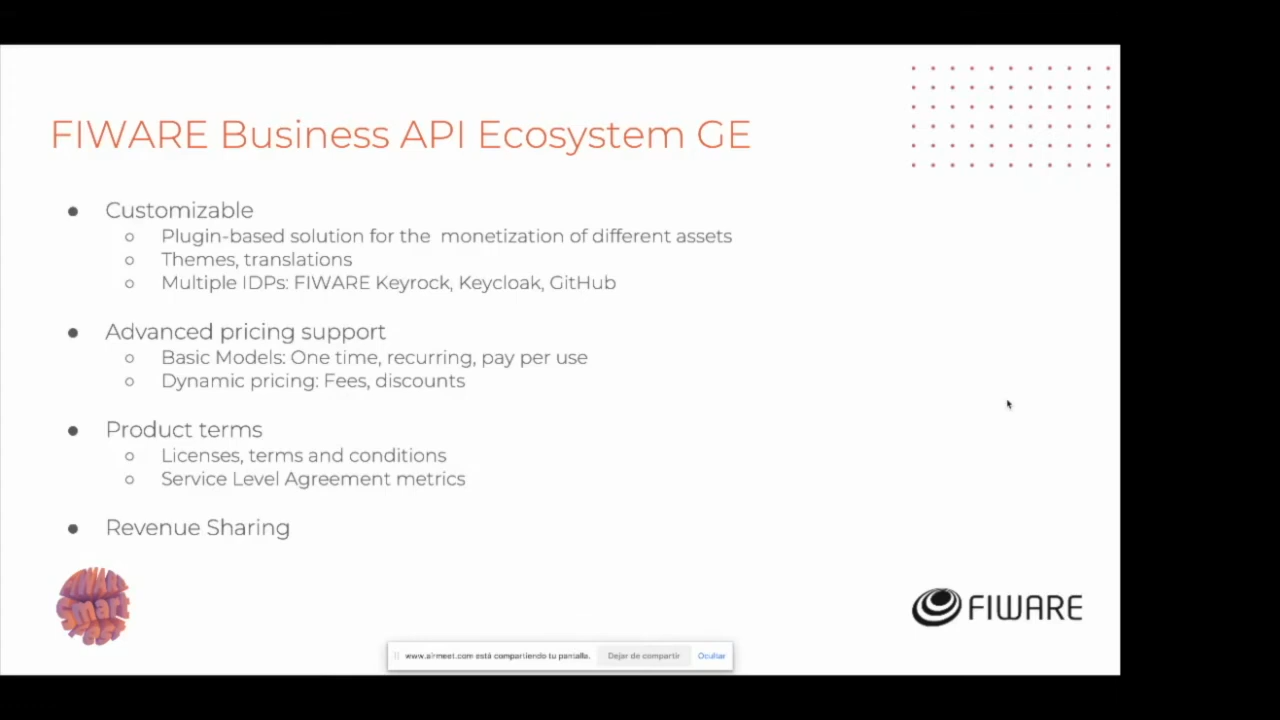 FIWARE Business API Ecosystem GE
Customizable
Plugin-based solution for the monetization of different assets
Themes, translations
Multiple IDPs: FIWARE Keyrock, Keycloak, GitHub
Advanced pricing support
Basic Models: One time, recurring, pay per use
Dynamic pricing: Fees, discounts
Product terms
Licenses, terms and conditions
Service Level Agreement metrics
Revenue Sharing
Smart
FIWARE
www.airmeet.com está compartiendo tu pantalla.
Dejar de compartir
Ocultar